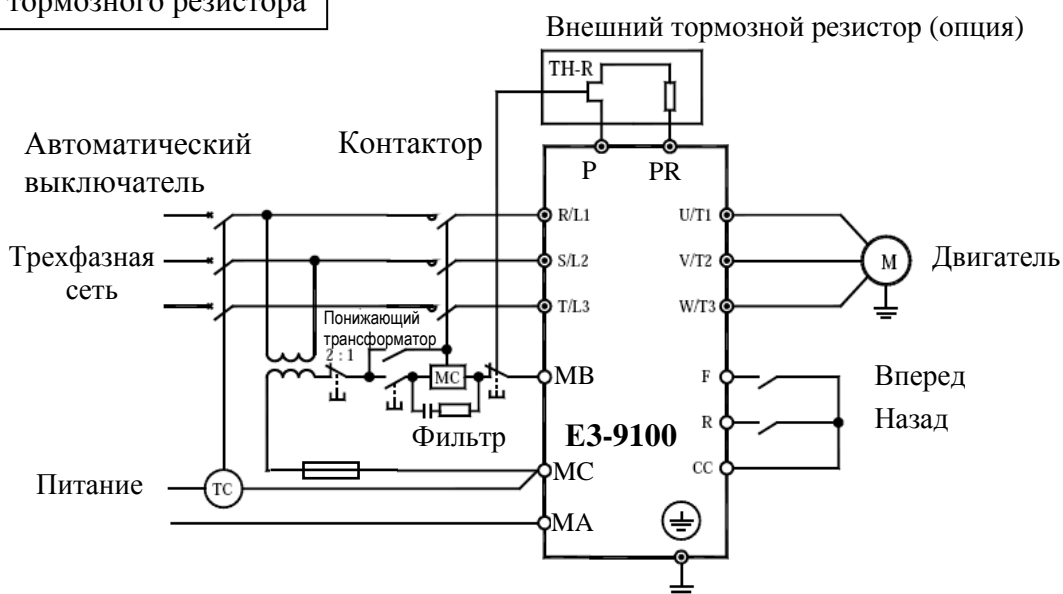 тормозного резистора
Внешний тормозной резистор (опция)
TH-R
Автоматический
выключатель
Контактор
P PR
R/L1 U/T1
Трехфазная
сеть
S/L2 V/T2
M
Двигатель
T/L3 W/T3
Понижающий
трансформатор
2 : 1
MC
MB
F
Вперед
Фильтр
E3-9100
R
Назад
CC
Питание
TC
MC
MA